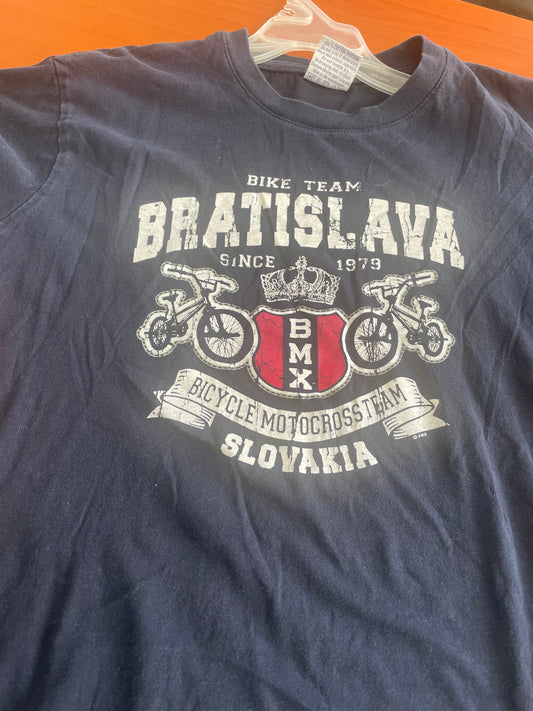 BIKE TEAM
BRATISLAVA
SINCE 1979
BMX
BICYCLE MOTOCROSS TEAM
SLOVAKIA